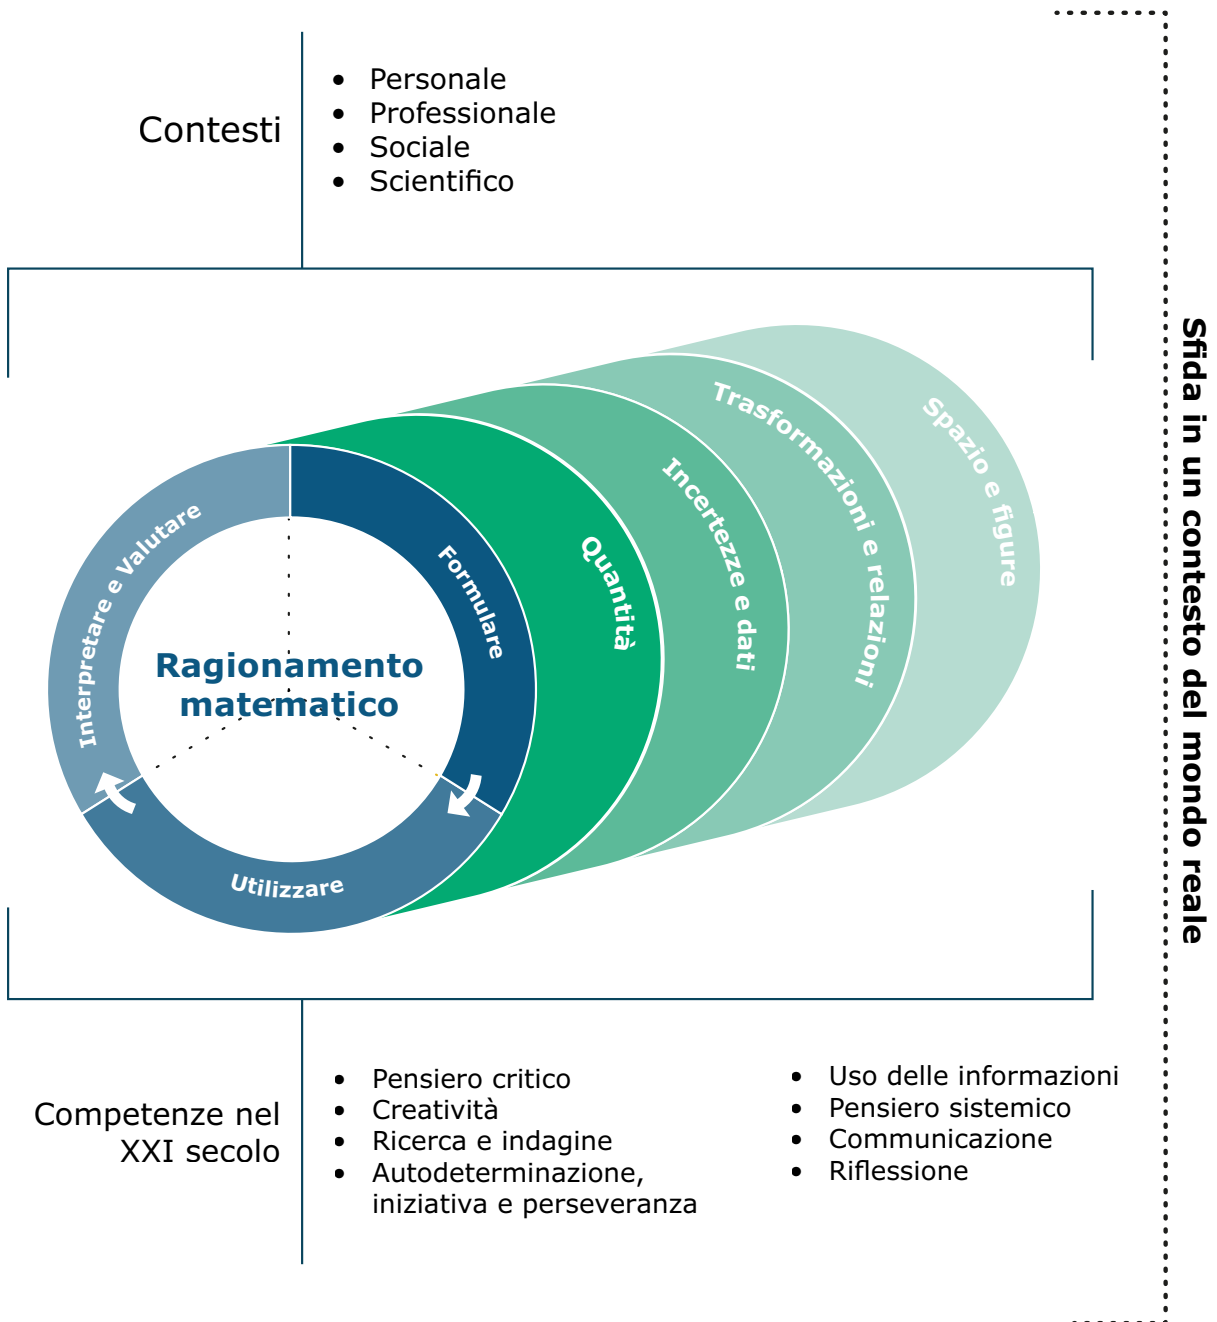 Contesti
• Personale
• Professionale
• Sociale
• Scientifico
Interpretare e Valutare
Formulare
Utilizzare
Ragionamento
matematico
Quantità
Incertezze e dati
Trasformazioni e relazioni
Spazio e figure
Sfida in un contesto del mondo reale
Competenze nel
XXI secolo
• Pensiero critico
• Creatività
• Ricerca e indagine
• Autodeterminazione,
iniziativa e perseveranza
• Uso delle informazioni
• Pensiero sistemico
• Communicazione
• Riflessione